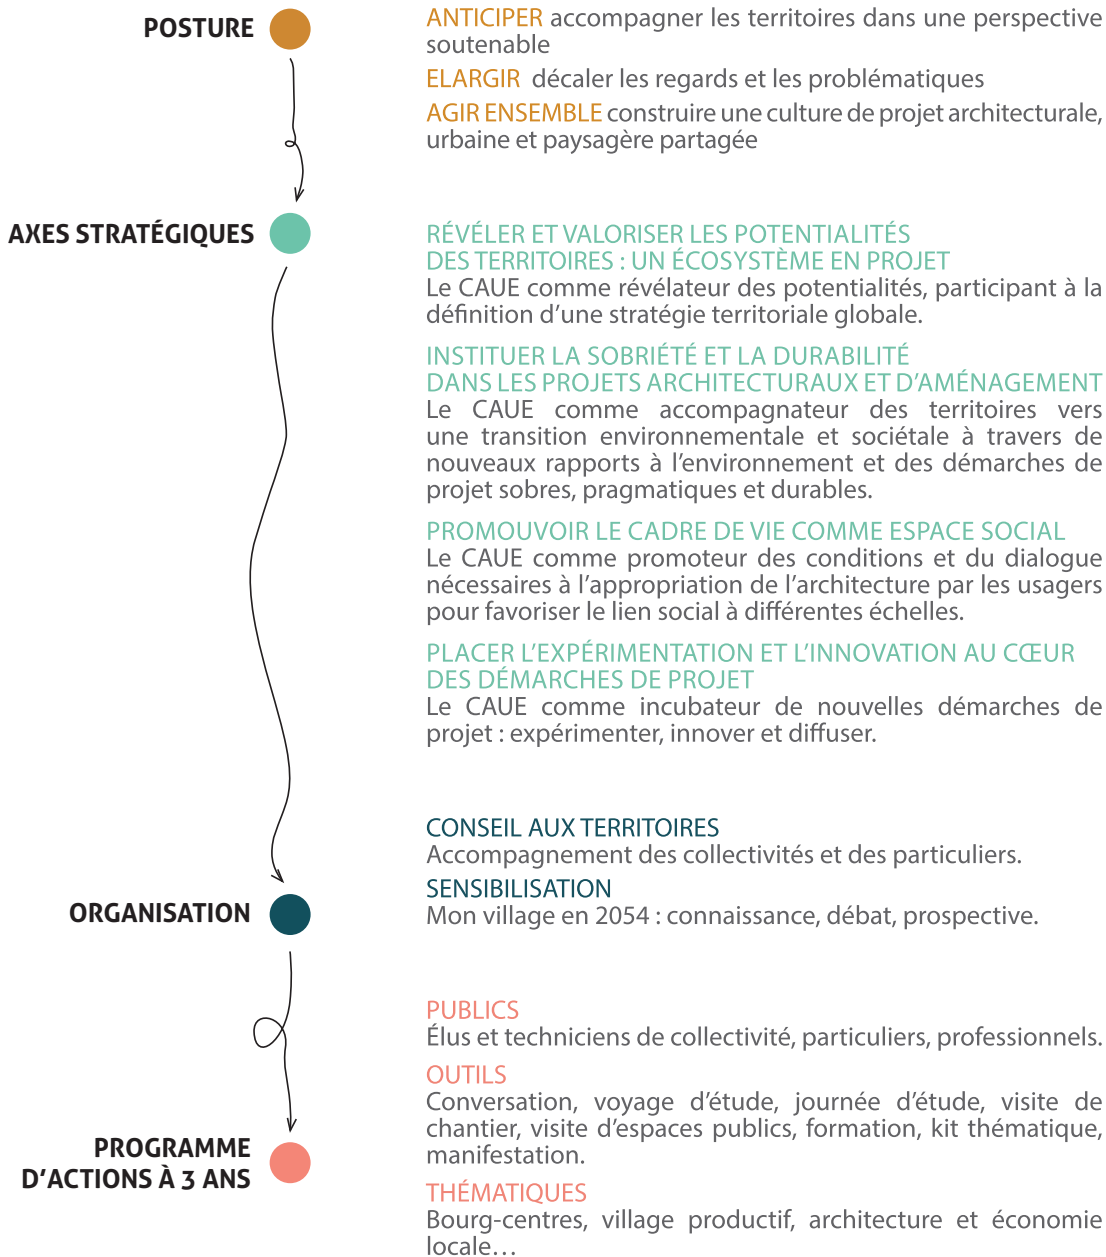 POSTURE
ANTICIPER accompagner les territoires dans une perspective
soutenable
ELARGIR décaler les regards et les problématiques
AGIR ENSEMBLE construire une culture de projet architecturale,
urbaine et paysagère partagée
AXES STRATÉGIQUES
RÉVÉLER ET VALORISER LES POTENTIALITÉS
DES TERRITOIRES : UN ÉCOSYSTÈME EN PROJET
Le CAUE comme révélateur des potentialités, participant à la
définition d’une stratégie territoriale globale.
INSTITUER LA SOBRIÉTÉ ET LA DURABILITÉ
DANS LES PROJETS ARCHITECTURAUX ET D’AMÉNAGEMENT
Le CAUE comme accompagnateur des territoires vers
une transition environnementale et sociétale à travers de
nouveaux rapports à l’environnement et des démarches de
projet sobres, pragmatiques et durables.
PROMOUVOIR LE CADRE DE VIE COMME ESPACE SOCIAL
Le CAUE comme promoteur des conditions et du dialogue
nécessaires à l’appropriation de l’architecture par les usagers
pour favoriser le lien social à différentes échelles.
PLACER L’EXPÉRIMENTATION ET L’INNOVATION AU CŒUR
DES DÉMARCHES DE PROJET
Le CAUE comme incubateur de nouvelles démarches de
projet : expérimenter, innover et diffuser.
ORGANISATION
CONSEIL AUX TERRITOIRES
Accompagnement des collectivités et des particuliers.
SENSIBILISATION
Mon village en 2054 : connaissance, débat, prospective.
PROGRAMME
D’ACTIONS À 3 ANS
PUBLICS
Élus et techniciens de collectivité, particuliers, professionnels.
OUTILS
Conversation, voyage d’étude, journée d’étude, visite de
chantier, visite d’espaces publics, formation, kit thématique,
manifestation.
THÉMATIQUES
Bourg-centres, village productif, architecture et économie
locale…